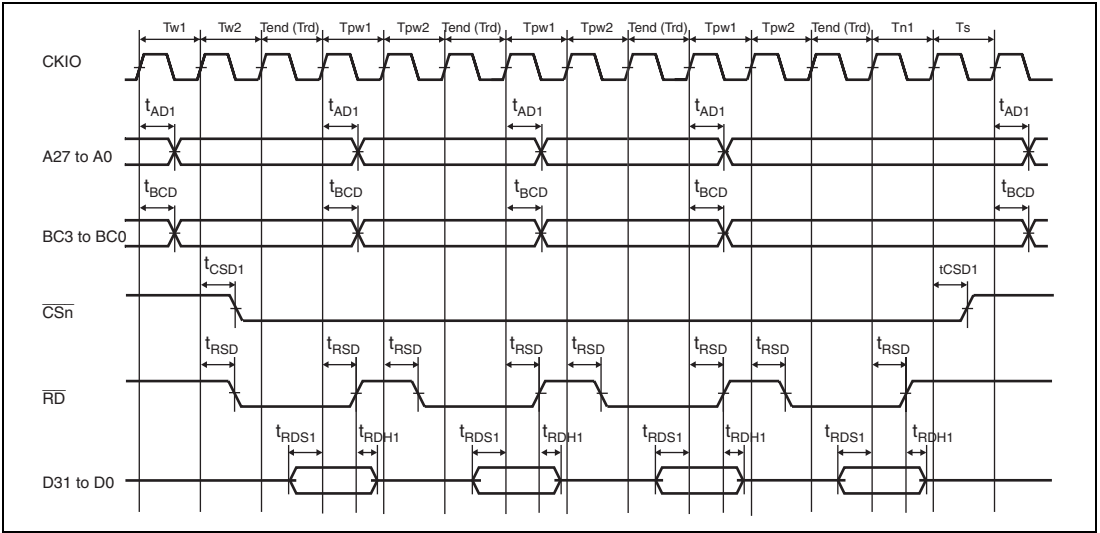 Tw1 Tw2 Tend (Trd) Tpw1 Tpw2 Tend (Trd) Tpw1 Tpw2 Tend (Trd) Tpw1 Tpw2 Tend (Trd) Tn1 Ts
CKIO
tAD1 tAD1 tAD1 tAD1 tAD1
A27 to A0
tBCD tBCD tBCD tBCD tBCD
BC3 to BC0
tCSD1 tCSD1
CSn
tRSD tRSD tRSD tRSD tRSD tRSD tRSD tRSD
RD
tRDS1 tRDH1 tRDS1 tRDH1 tRDS1 tRDH1 tRDS1 tRDH1
D31 to D0